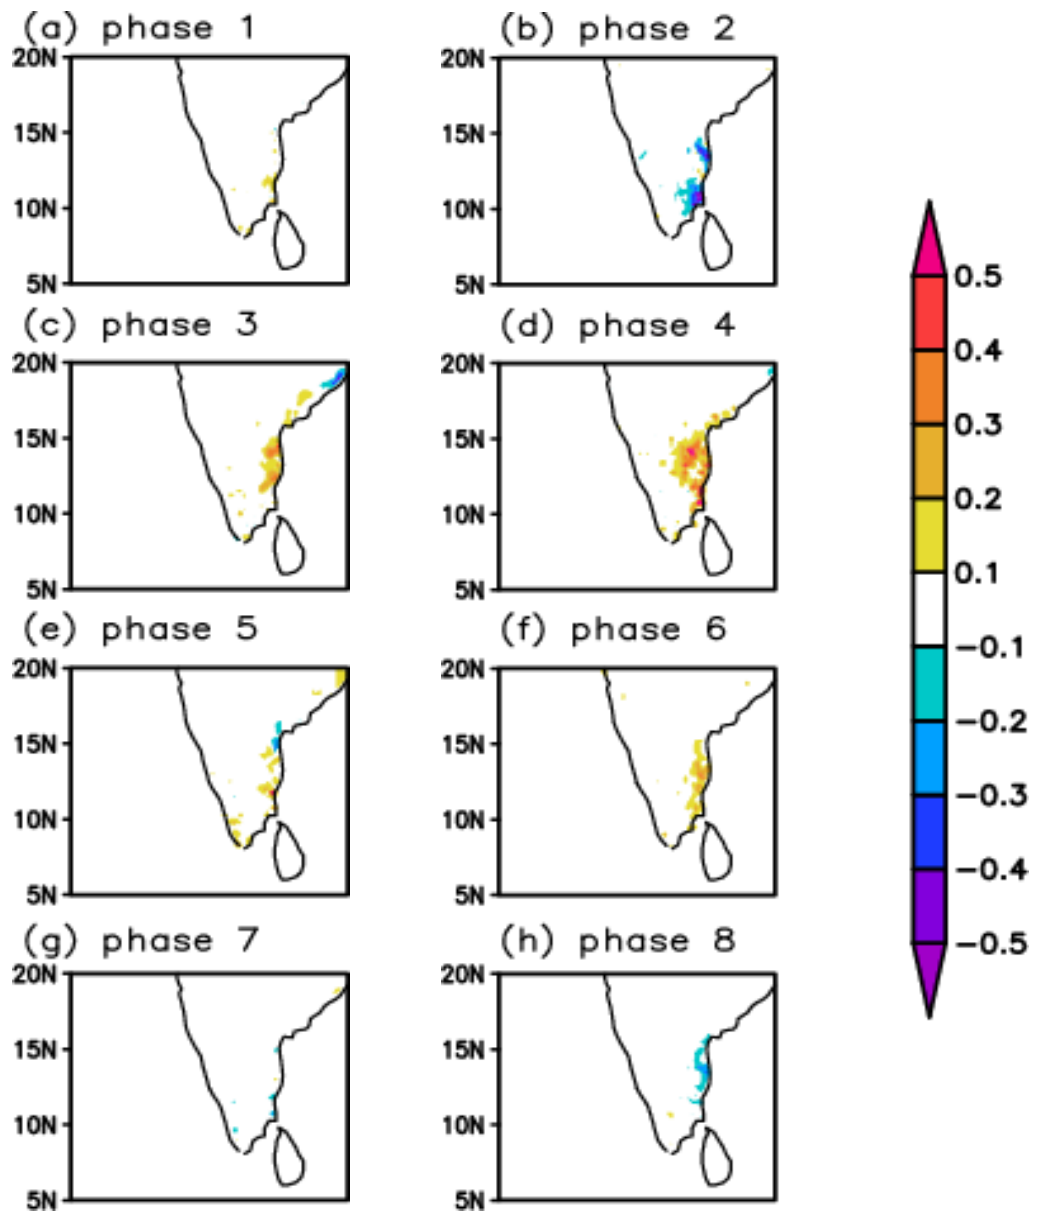 (a) phase 1
20N
15N
10N
5N
(b) phase 2
20N
15N
10N
5N
(c) phase 3
20N
15N
10N
5N
(d) phase 4
20N
15N
10N
5N
(e) phase 5
20N
15N
10N
5N
(f) phase 6
20N
15N
10N
5N
(g) phase 7
20N
15N
10N
5N
(h) phase 8
20N
15N
10N
5N
0.5
0.4
0.3
0.2
0.1
−0.1
−0.2
−0.3
−0.4
−0.5